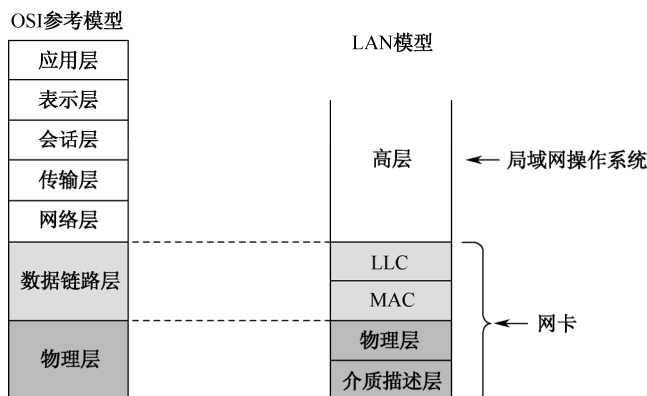 OSI参考模型
应用层
表示层
会话层
传输层
网络层
数据链路层
物理层
LAN模型
高层
LLC
MAC
物理层
介质描述层
局域网操作系统
网卡